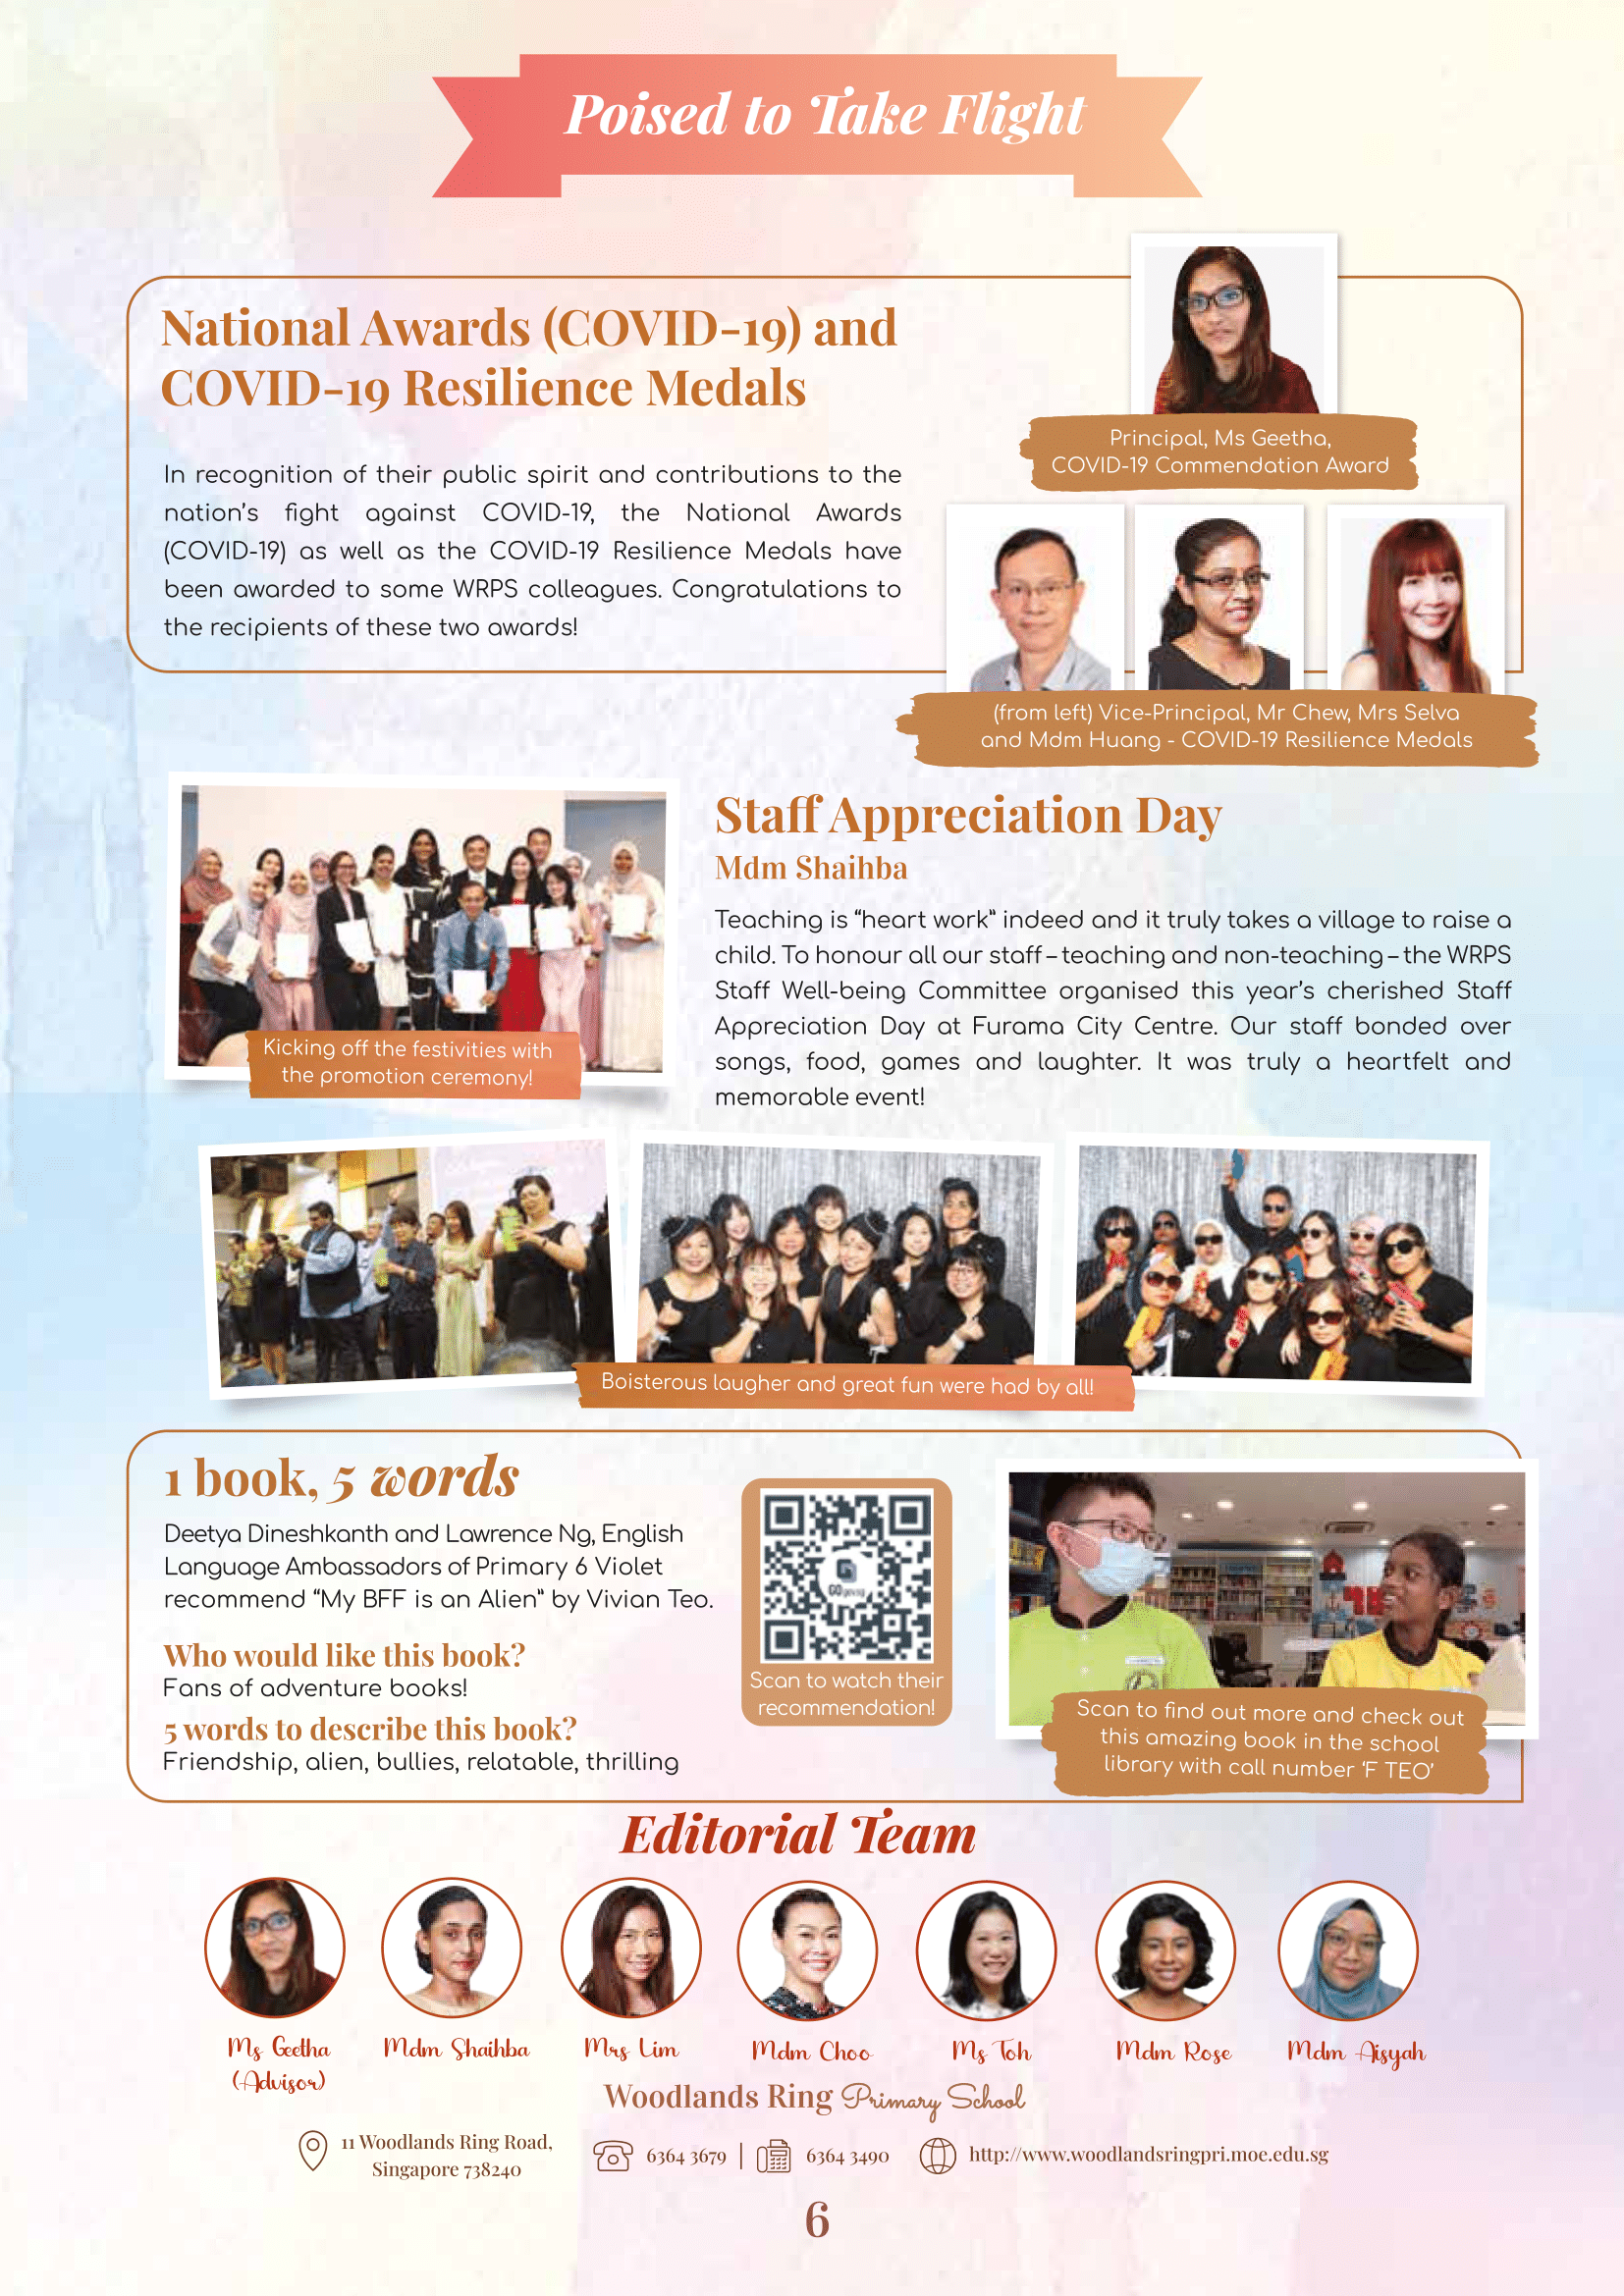 Poised to Take Flight
National Awards (COVID-19) and
COVID-19 Resilience Medals
In recognition of their public spirit and contributions to the
nation’s fight against COVID-19, the National Awards
(COVID-19) as well as the COVID-19 Resilience Medals have
been awarded to some WRPS colleagues. Congratulations to
the recipients of these two awards!
Principal, Ms Geetha,
COVID-19 Commendation Award
(from left) Vice-Principal, Mr Chew, Mrs Selva
and Mdm Huang - COVID-19 Resilience Medals
Kicking off the festivities with
the promotion ceremony!
Staff Appreciation Day
Mdm Shaihba
Teaching is “heart work” indeed and it truly takes a village to raise a
child. To honour all our staff – teaching and non-teaching – the WRPS
Staff Well-being Committee organised this year’s cherished Staff
Appreciation Day at Furama City Centre. Our staff bonded over
songs, food, games and laughter. It was truly a heartfelt and
memorable event!
Boisterous laugher and great fun were had by all!
1 book, 5 words
Deetya Dineshkanth and Lawrence Ng, English
Language Ambassadors of Primary 6 Violet
recommend “My BFF is an Alien” by Vivian Teo.
Who would like this book?
Fans of adventure books!
5 words to describe this book?
Friendship, alien, bullies, relatable, thrilling
Scan to watch their
recommendation!
Scan to find out more and check out
this amazing book in the school
library with call number ‘F TEO’
Editorial Team
Ms Geetha
(Advisor)
Mdm Shaihba
Mrs Lim
Mdm Choo
Ms Toh
Mdm Rose
Mdm Aisyah
Woodlands Ring Primary School
11 Woodlands Ring Road,
Singapore 738240
6364 3679 | 6364 3490
http://www.woodlandsringpri.moe.edu.sg
6